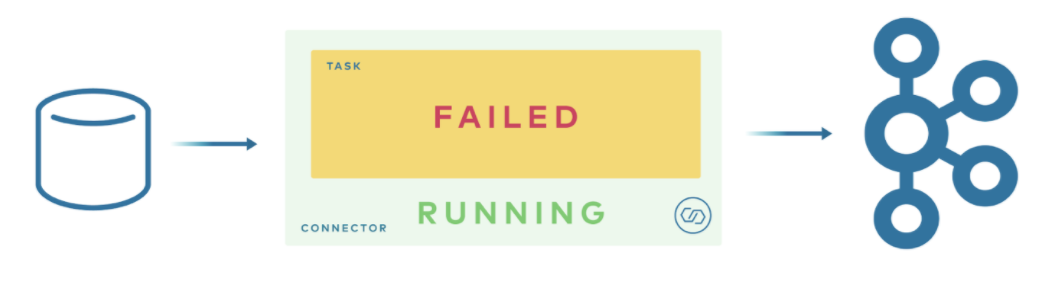 TASK
FAILED
RUNNING
CONNECTOR